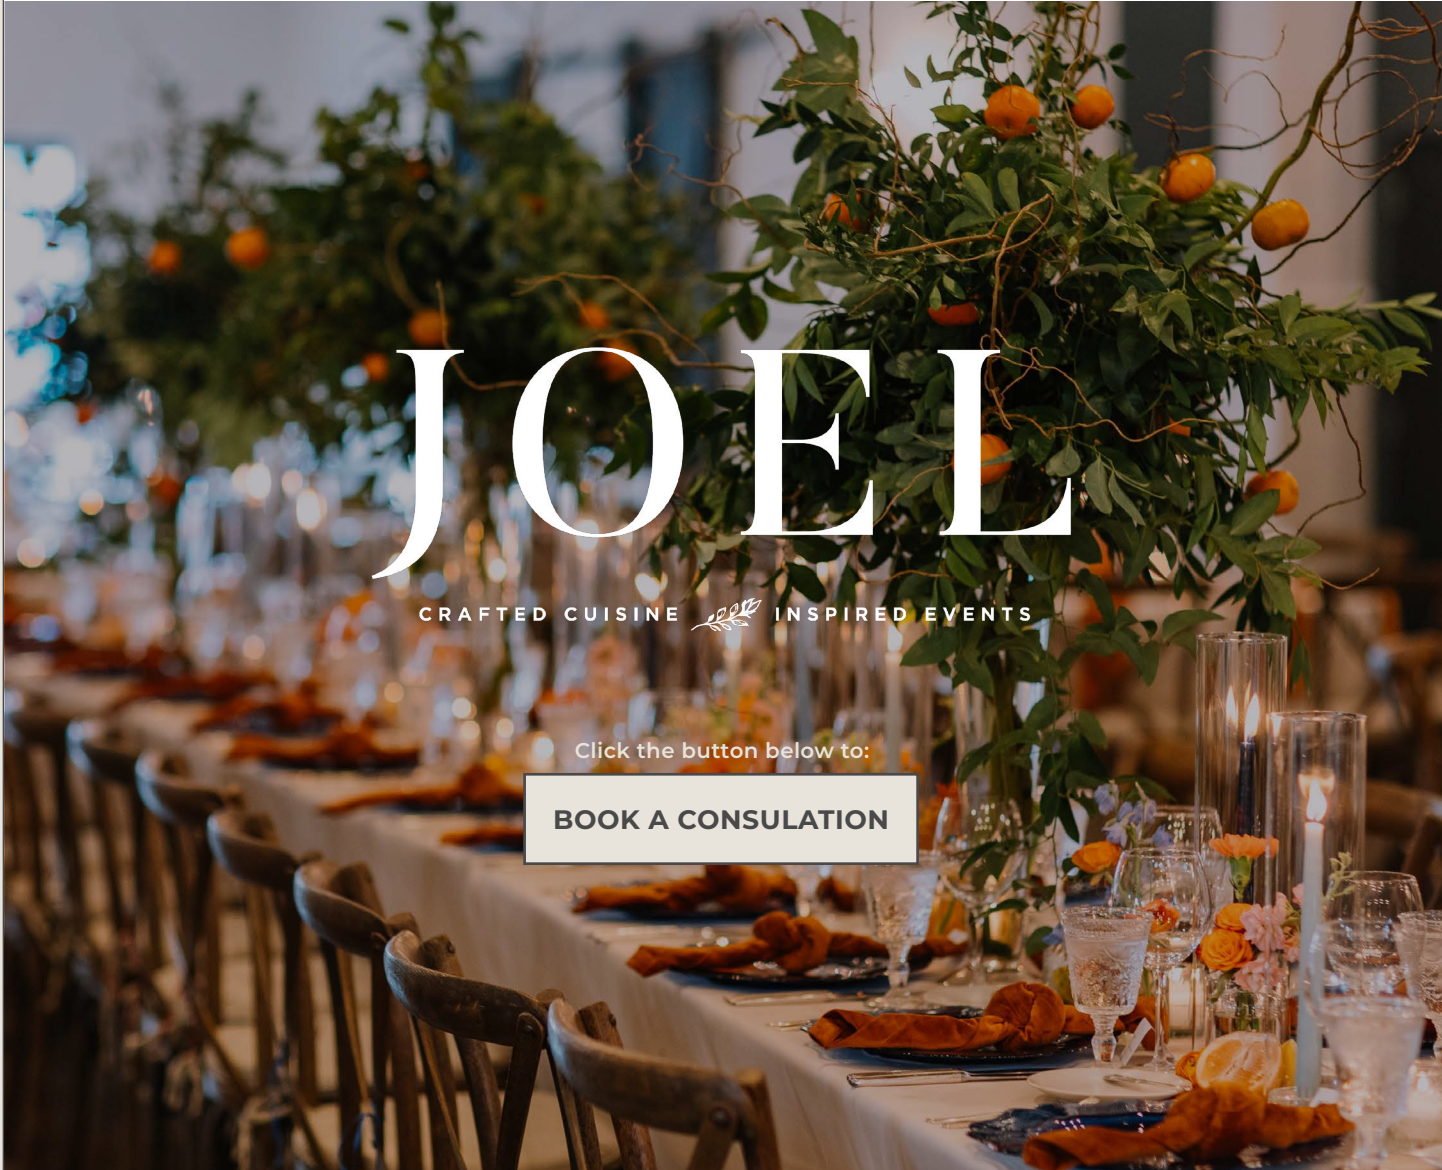 JOEL
CRAFTED CUISINE INSPIRED EVENTS
Click the button below to:
BOOK A CONSULATION